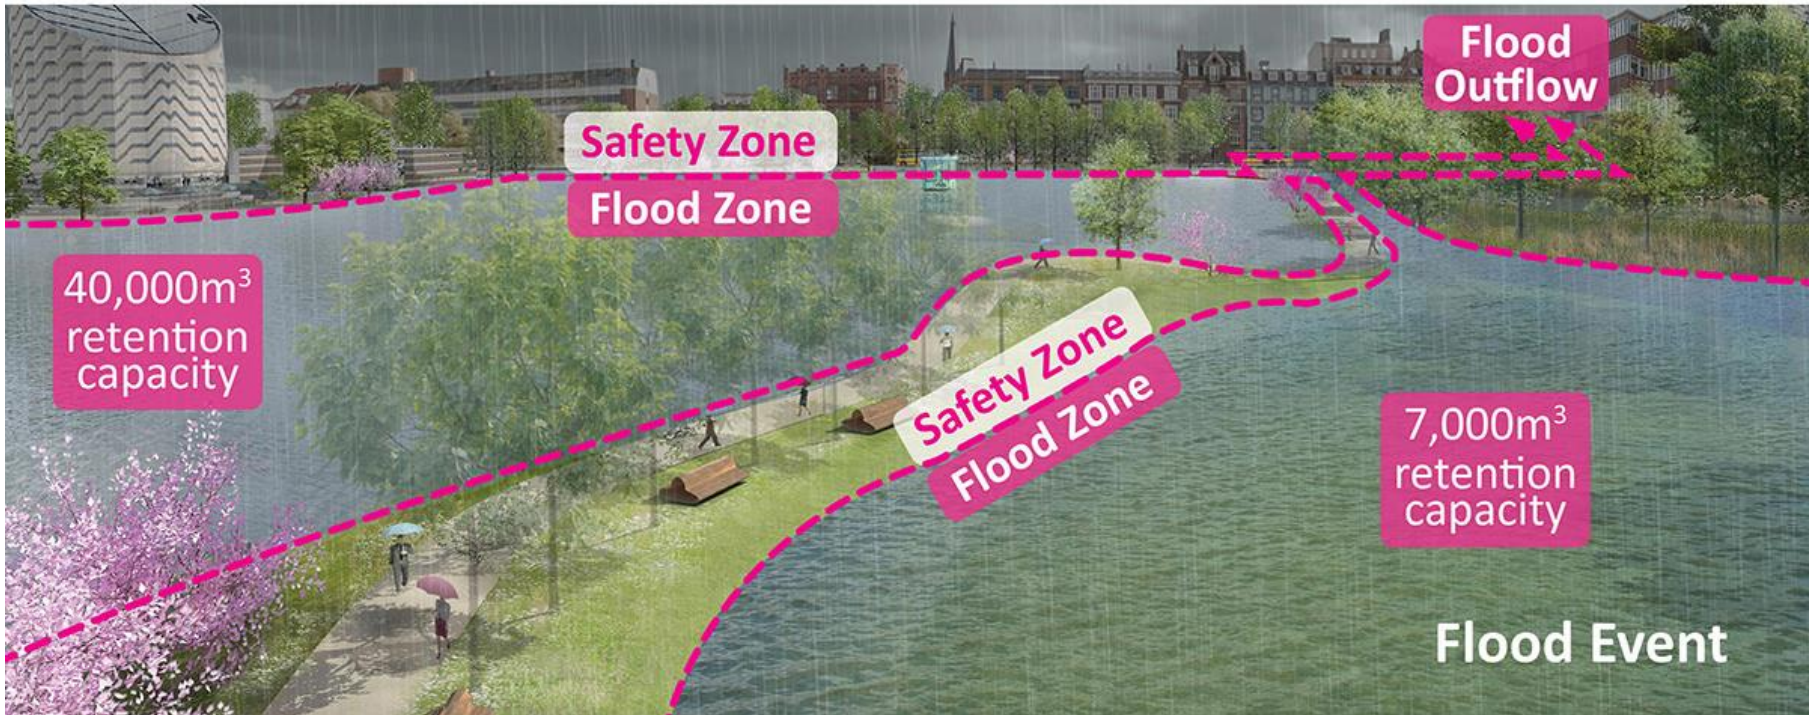 Flood
Outflow
Safety Zone
Flood Zone
40,000m³
retention
capacity
Safety Zone
Flood Zone
7,000m³
retention
capacity
Flood Event